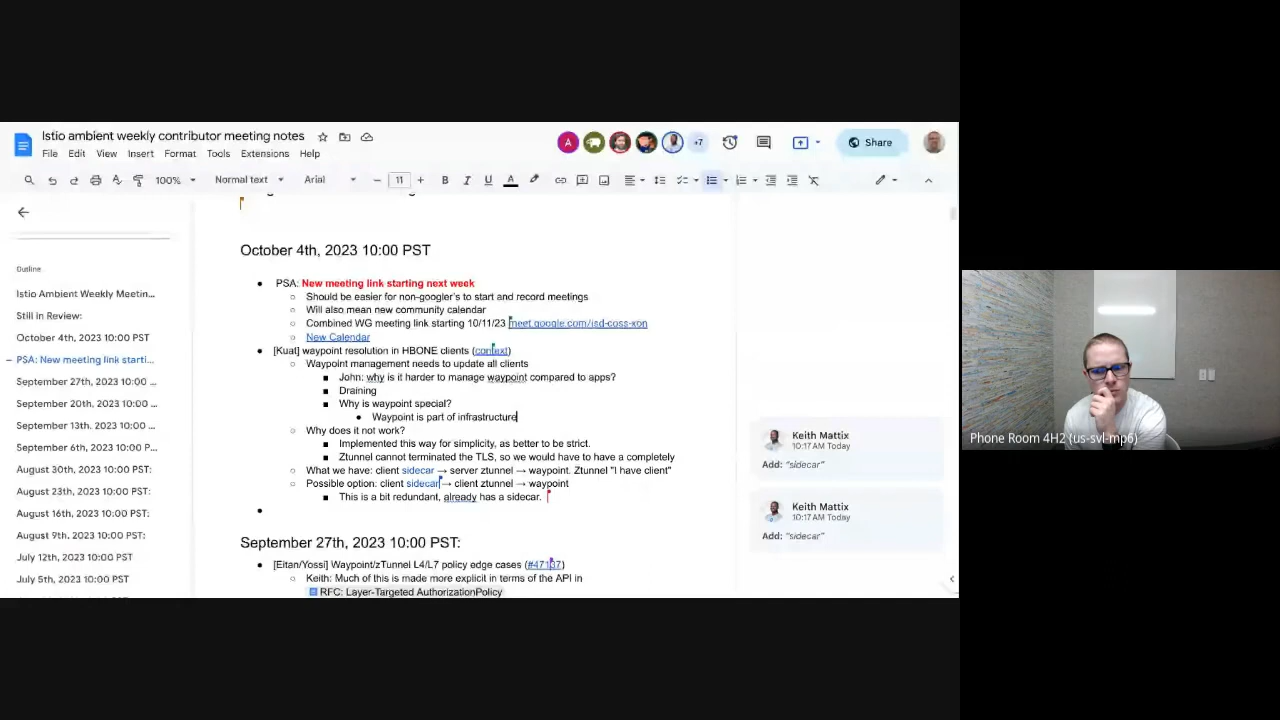 Istio ambient weekly contributor meeting notes
File Edit View Insert Format Tools Extensions Help
A
+7
Share
100%
Normal text
Arial
11
B I U A
October 4th, 2023 10:00 PST
PSA: New meeting link starting next week
Should be easier for non-googler's to start and record meetings
Will also mean new community calendar
Combined WG meeting link starting 10/11/23 meet.google.com/jsd-coss-xon
New Calendar
[Kuat] waypoint resolution in HBONE clients (context)
Waypoint management needs to update all clients
John: why is it harder to manage waypoint compared to apps?
Draining
Why is waypoint special?
Waypoint is part of infrastructure
Why does it not work?
Implemented this way for simplicity, as better to be strict.
Ztunnel cannot terminated the TLS, so we would have to have a completely
What we have: client sidecar → server ztunnel → waypoint. Ztunnel "I have client"
Possible option: client sidecar → client ztunnel → waypoint
This is a bit redundant, already has a sidecar.
September 27th, 2023 10:00 PST:
[Eitan/Yossi] Waypoint/zTunnel L4/L7 policy edge cases (#47137)
Keith: Much of this is made more explicit in terms of the API in
RFC: Layer-Targeted AuthorizationPolicy
Outline
Istio Ambient Weekly Meetin...
Still in Review:
October 4th, 2023 10:00 PST
PSA: New meeting link starti...
September 27th, 2023 10:00 ...
September 20th, 2023 10:00 ...
September 13th. 2023 10:00 ...
September 6th, 2023 10:00 P...
August 30th, 2023 10:00 PST:
August 23th, 2023 10:00 PST:
August 16th, 2023 10:00 PST:
August 9th. 2023 10:00 PST:
July 12th, 2023 10:00 PST
July 5th, 2023 10:00 PST
Keith Mattix
10:17 AM Today
Add: "sidecar"
Keith Mattix
10:17 AM Today
Add: "sidecar"
Phone Room 4H2 (us-svl-mp6)